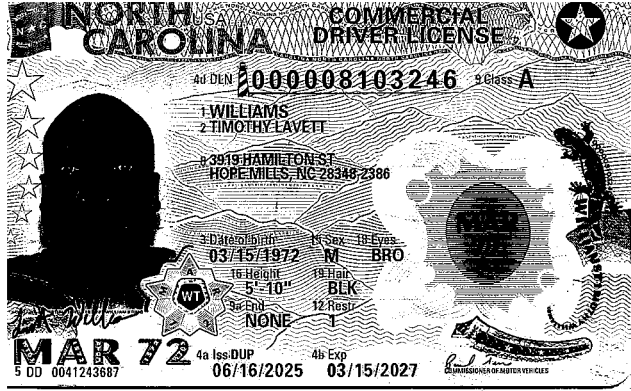 NORTH USA
CAROLINA
COMMERCIAL
DRIVER LICENSE
4d DLN 000008103246 9 Class A
1 WILLIAMS
2 TIMOTHY LAVETT
8 3919 HAMILTON ST
HOPE MILLS, NC 28348-2386
3 Date of birth 15 Sex 18 Eyes
03/15/1972 M BRO
16 Height 19 Hair
5'-10" BLK
9a End 12 Restr
NONE 1
WT
MAR 72
4a Iss DUP 4b Exp
06/16/2025 03/15/2027
5 DD 0041243687
COMMISSIONER OF MOTOR VEHICLES